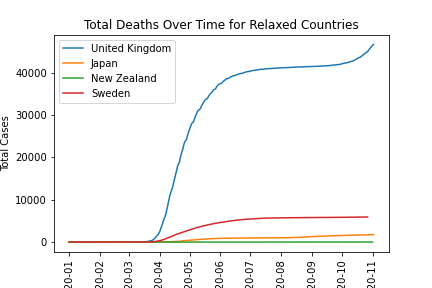 Total Deaths Over Time for Relaxed Countries
United Kingdom
Japan
New Zealand
Sweden
Total Cases
40000
30000
20000
10000
0
20-01
20-02
20-03
20-04
20-05
20-06
20-07
20-08
20-09
20-10
20-11